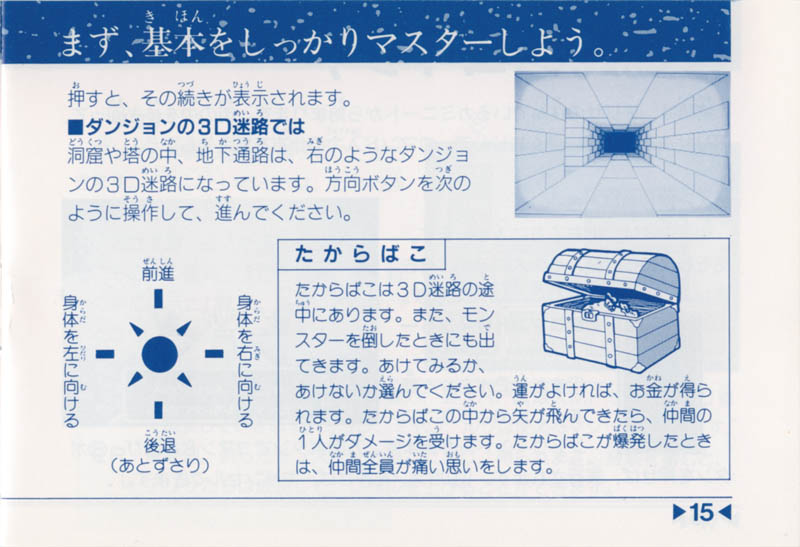 まず、基本をしっかりマスターしよう。
押すと、その続きが表示されます。
■ダンジョンの3D迷路では
洞窟や塔の中、地下通路は、右のようなダンジョ
ンの3D迷路になっています。方向ボタンを次の
ように操作して、進んでください。
前進
身体を左に向ける
身体を右に向ける
後退
(あとずさり)
たからばこ
たからばこは3D迷路の途
中にあります。また、モン
スターを倒したときにも出
てきます。あけてみるか、
あけないか選んでください。運がよければ、お金が得ら
れます。たからばこの中から矢が飛んできたら、仲間の
1人がダメージを受けます。たからばこが爆発したとき
は、仲間全員が痛い思いをします。
▶15◀